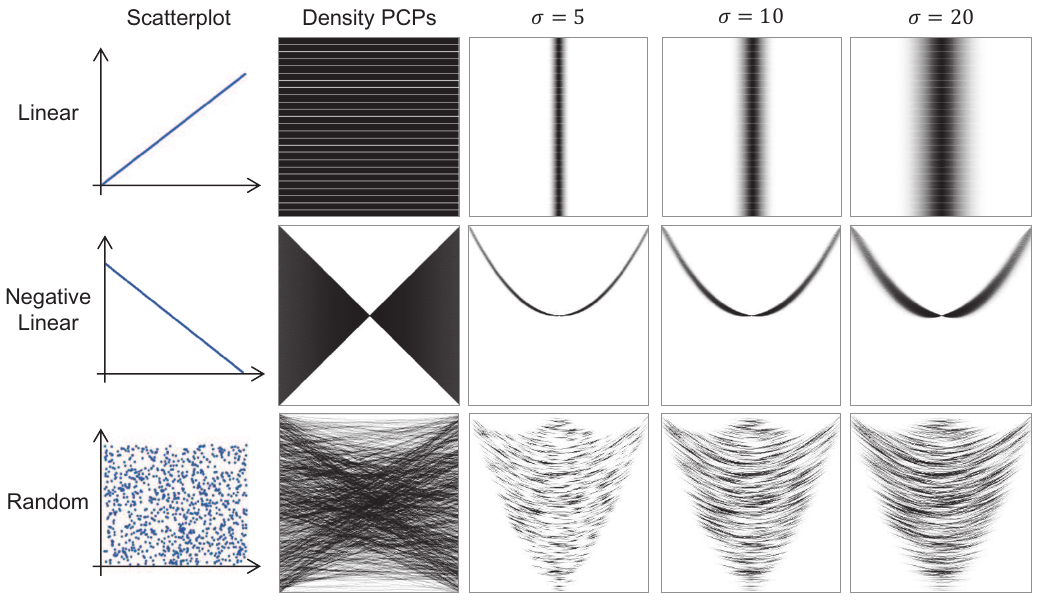 Scatterplot Density PCPs σ = 5 σ = 10 σ = 20
Linear
Negative
Linear
Random